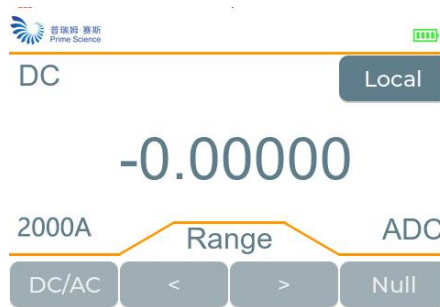 普瑞姆·赛斯
Prime Science
DC
Local
-0.00000
2000A
Range
ADC
DC/AC
<
>
Null